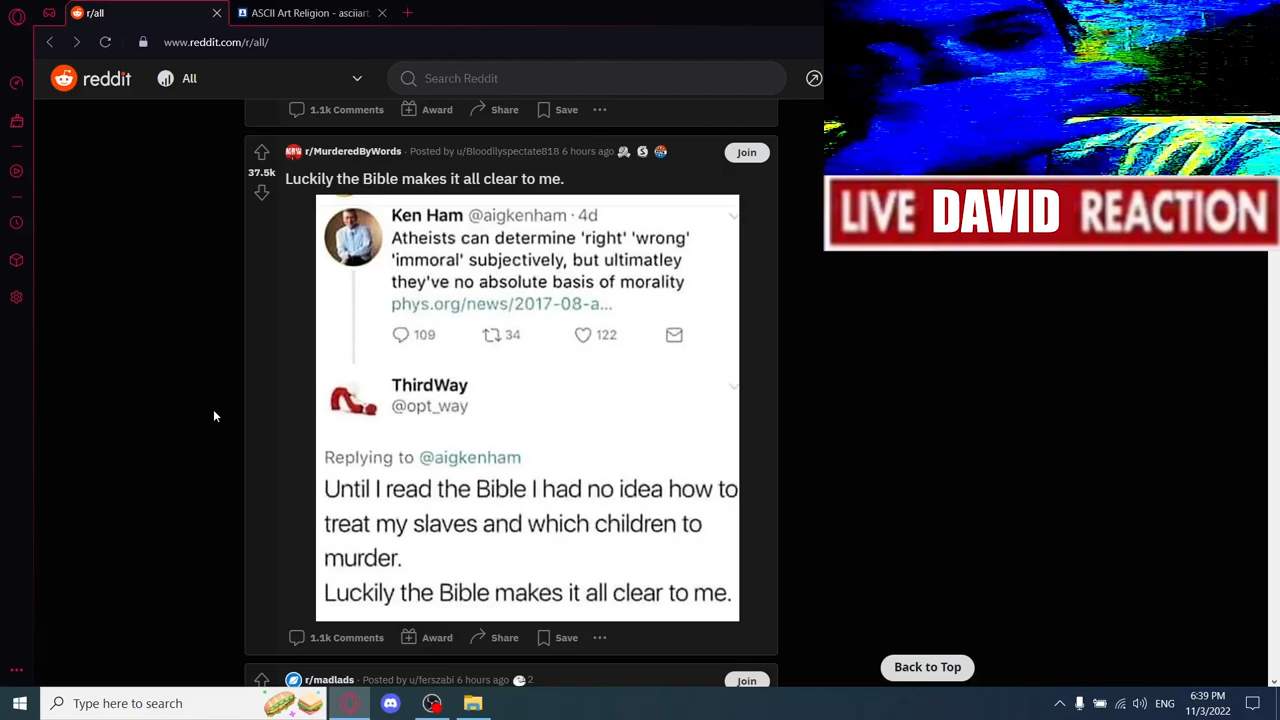 r/all
ASCII Art Religion - asciiart
www.reddit.com/r/all/
reddit
All
Search Reddit
1.1k Comments
Award
Share
Save
r/MurderedByWords
6 hours ago
Join
37.5k
Luckily the Bible makes it all clear to me.
Ken Ham @aigkenham · 4d
Atheists can determine 'right' 'wrong'
'immoral' subjectively, but ultimatley
they've no absolute basis of morality
phys.org/news/2017-08-a...
109
34
122
ThirdWay
@opt_way
Replying to @aigkenham
Until I read the Bible I had no idea how to
treat my slaves and which children to
murder.
Luckily the Bible makes it all clear to me.
1.1k Comments
Award
Share
Save
r/madlads · Posted by u/ferszabi 6 hours ago 2
Join
LIVE DAVID REACTION
Back to Top
Type here to search
ENG
6:39 PM
11/3/2022